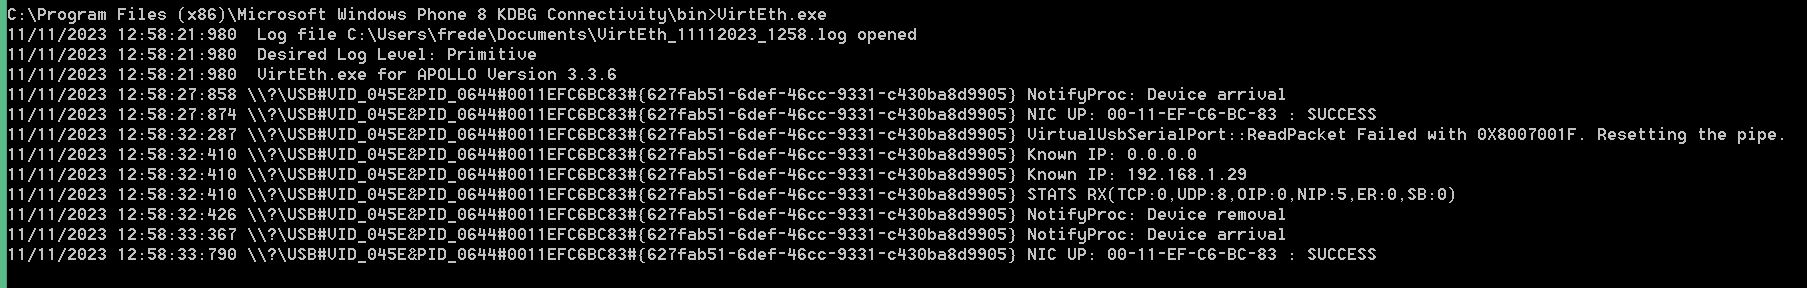 C:\Program Files (x86)\Microsoft Windows Phone 8 KDBG Connectivity\bin>VirtEth.exe
11/11/2023 12:58:21:980  Log file C:\Users\frede\Documents\VirtEth_11112023_1258.log opened
11/11/2023 12:58:21:980  Desired Log Level: Primitive
11/11/2023 12:58:21:980  VirtEth.exe for APOLLO Version 3.3.6
11/11/2023 12:58:27:858 \\?\USB#VID_045E&PID_0644#0011EFC6BC83#{627fab51-6def-46cc-9331-c430ba8d9905} NotifyProc: Device arrival
11/11/2023 12:58:27:874 \\?\USB#VID_045E&PID_0644#0011EFC6BC83#{627fab51-6def-46cc-9331-c430ba8d9905} NIC UP: 00-11-EF-C6-BC-83 : SUCCESS
11/11/2023 12:58:32:287 \\?\USB#VID_045E&PID_0644#0011EFC6BC83#{627fab51-6def-46cc-9331-c430ba8d9905} VirtualUsbSerialPort::ReadPacket Failed with 0X8007001F. Resetting the pipe.
11/11/2023 12:58:32:410 \\?\USB#VID_045E&PID_0644#0011EFC6BC83#{627fab51-6def-46cc-9331-c430ba8d9905} Known IP: 0.0.0.0
11/11/2023 12:58:32:410 \\?\USB#VID_045E&PID_0644#0011EFC6BC83#{627fab51-6def-46cc-9331-c430ba8d9905} Known IP: 192.168.1.29
11/11/2023 12:58:32:410 \\?\USB#VID_045E&PID_0644#0011EFC6BC83#{627fab51-6def-46cc-9331-c430ba8d9905} STATS RX(TCP:0,UDP:8,OIP:0,NIP:5,ER:0,SB:0)
11/11/2023 12:58:32:426 \\?\USB#VID_045E&PID_0644#0011EFC6BC83#{627fab51-6def-46cc-9331-c430ba8d9905} NotifyProc: Device removal
11/11/2023 12:58:33:367 \\?\USB#VID_045E&PID_0644#0011EFC6BC83#{627fab51-6def-46cc-9331-c430ba8d9905} NotifyProc: Device arrival
11/11/2023 12:58:33:790 \\?\USB#VID_045E&PID_0644#0011EFC6BC83#{627fab51-6def-46cc-9331-c430ba8d9905} NIC UP: 00-11-EF-C6-BC-83 : SUCCESS